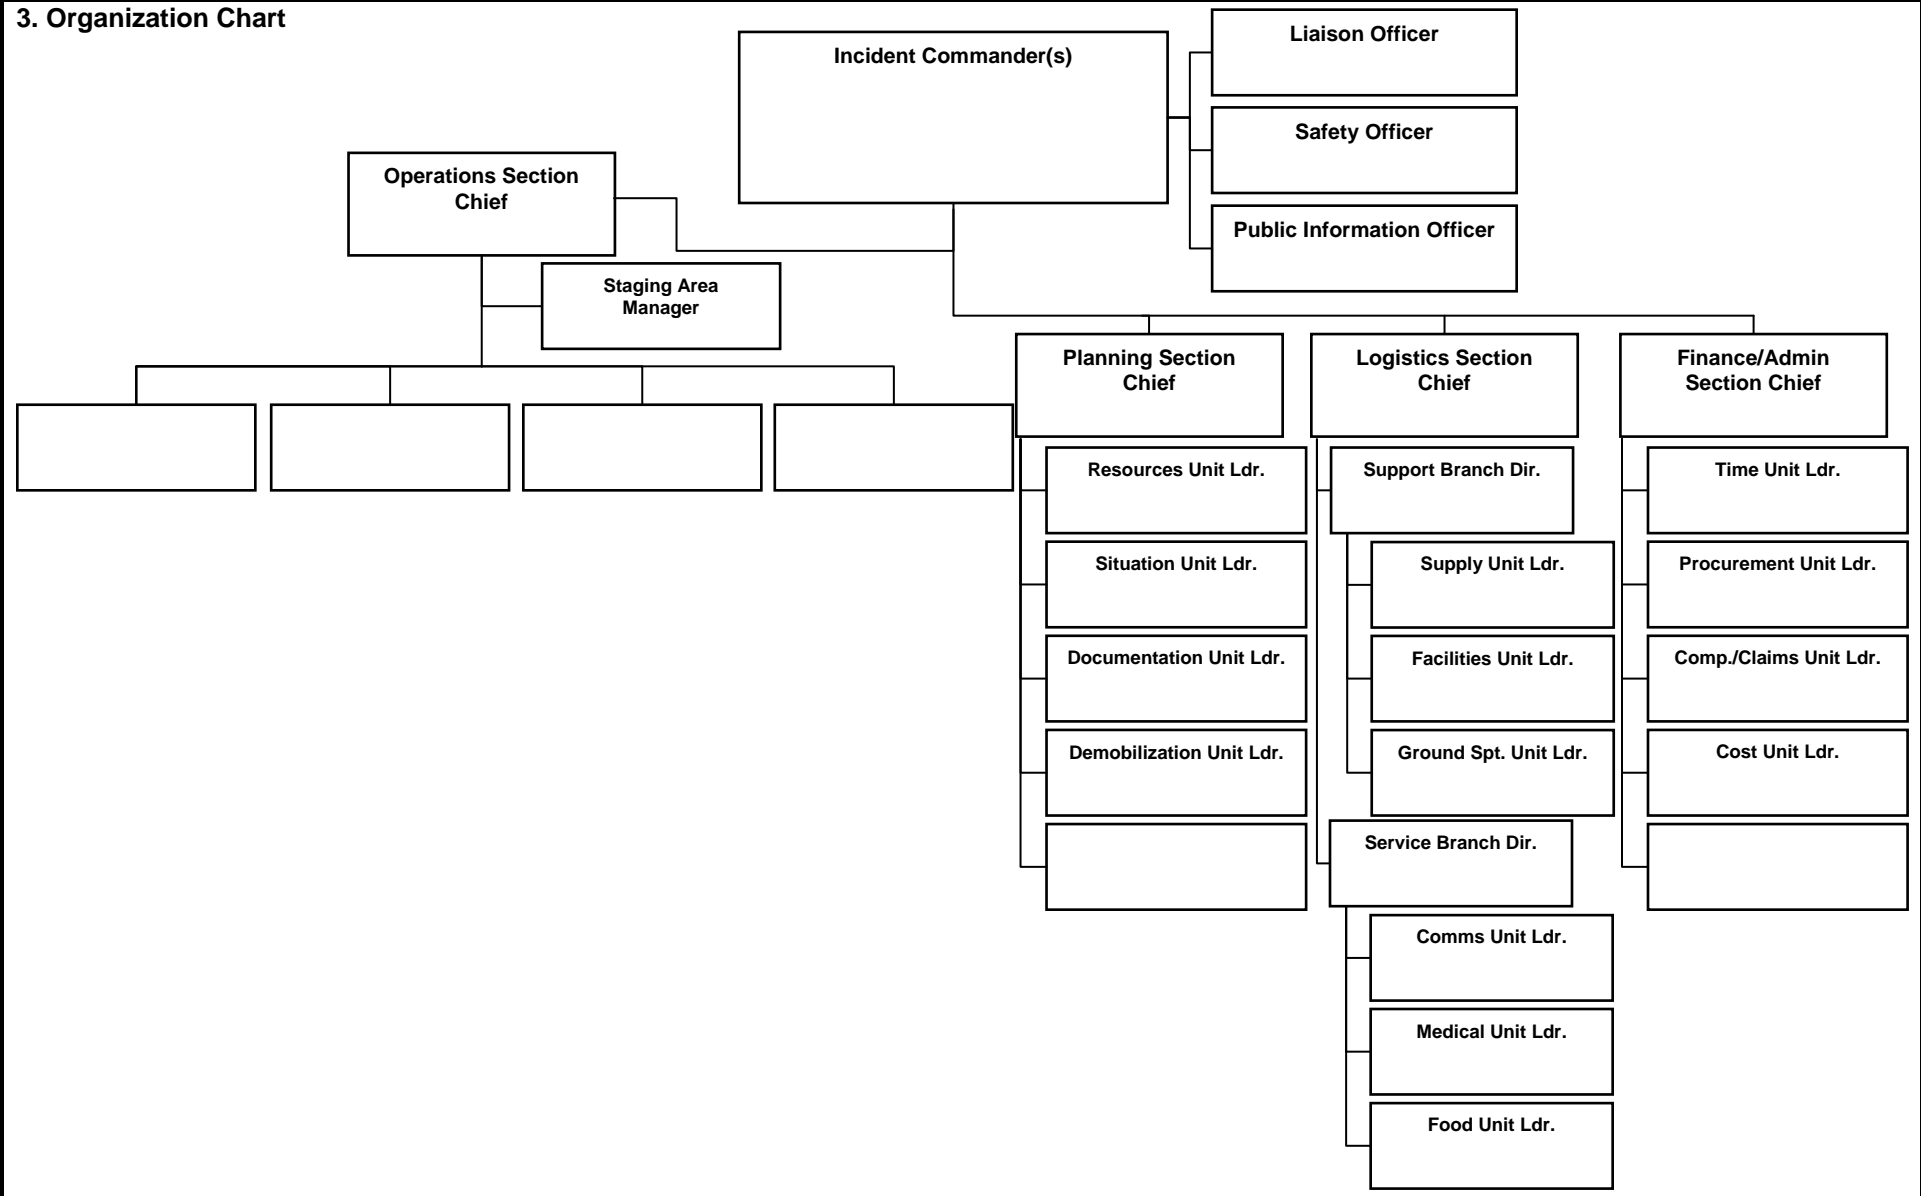 3. Organization Chart
Incident Commander(s)
Liaison Officer
Safety Officer
Public Information Officer
Operations Section
Chief
Staging Area
Manager
Planning Section
Chief
Resources Unit Ldr.
Situation Unit Ldr.
Documentation Unit Ldr.
Demobilization Unit Ldr.
Logistics Section
Chief
Support Branch Dir.
Supply Unit Ldr.
Facilities Unit Ldr.
Ground Spt. Unit Ldr.
Service Branch Dir.
Comms Unit Ldr.
Medical Unit Ldr.
Food Unit Ldr.
Finance/Admin
Section Chief
Time Unit Ldr.
Procurement Unit Ldr.
Comp./Claims Unit Ldr.
Cost Unit Ldr.